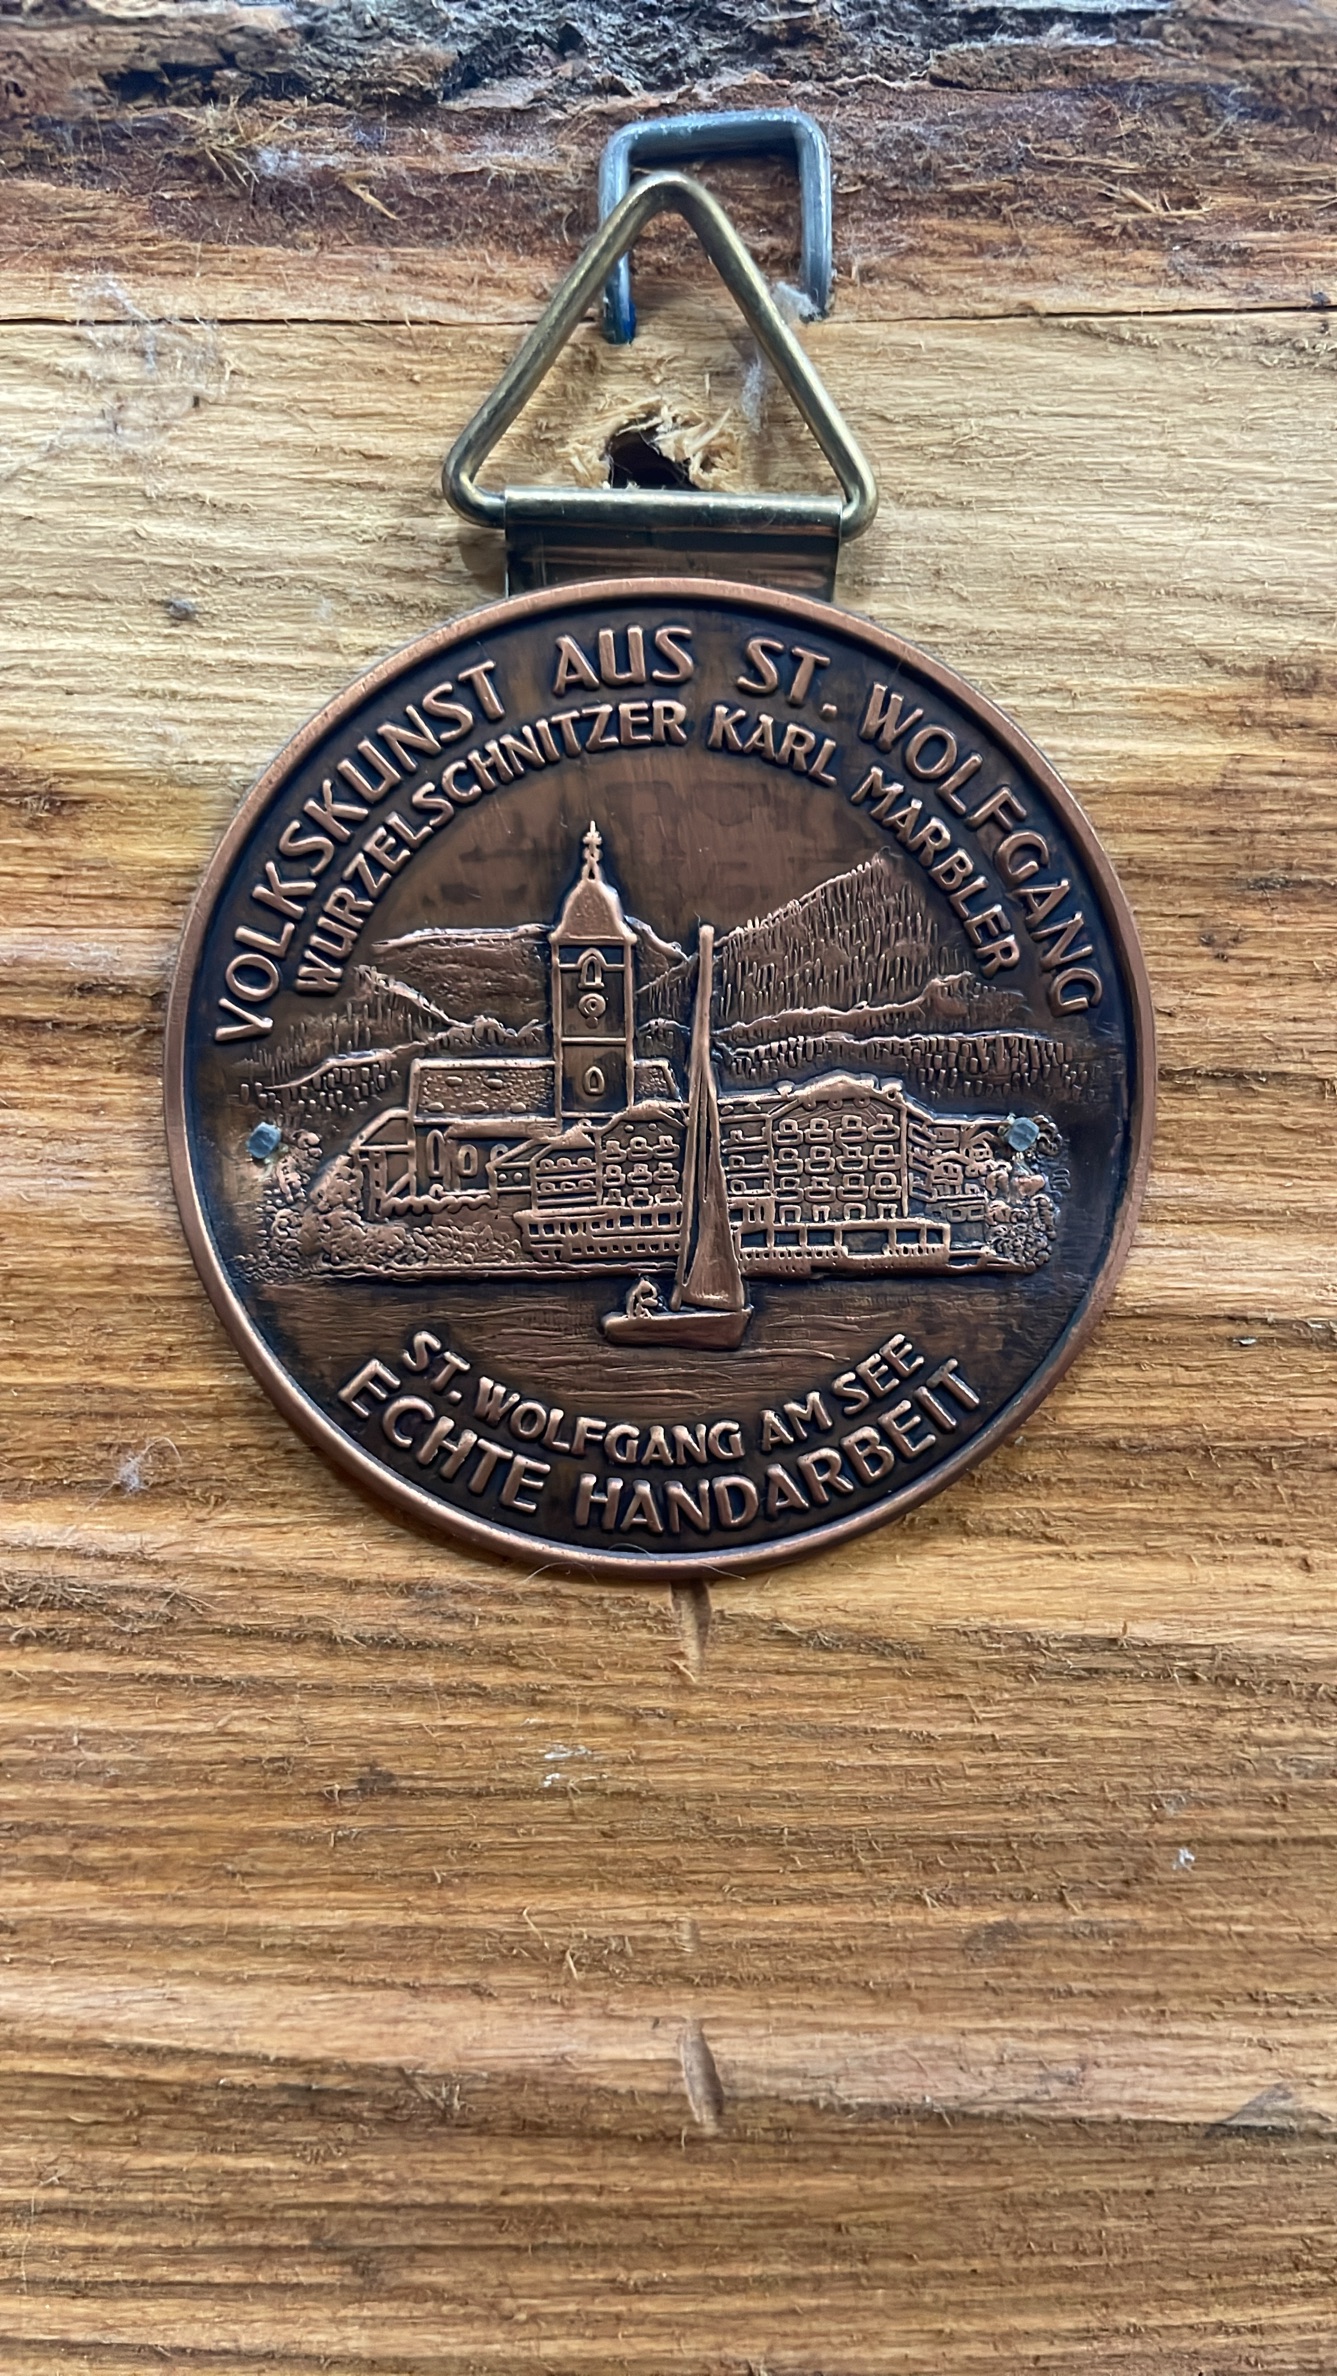 VOLKSKUNST AUS ST. WOLFGANG
WURZELSCHNITZER KARL MARBLER
ST. WOLFGANG AM SEE
ECHTE HANDARBEIT